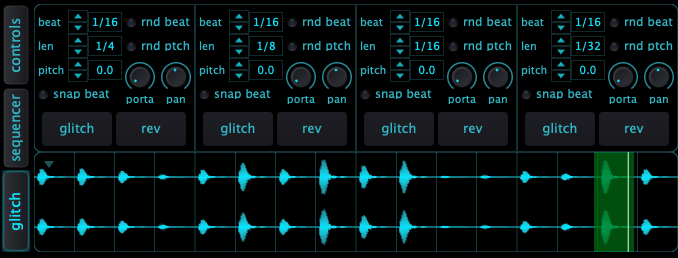 controls
sequencer
glitch
beat 1/16 rnd beat
len 1/4 rnd ptch
pitch 0.0
snap beat porta pan
glitch rev
beat 1/16 rnd beat
len 1/8 rnd ptch
pitch 0.0
snap beat porta pan
glitch rev
beat 1/16 rnd beat
len 1/16 rnd ptch
pitch 0.0
snap beat porta pan
glitch rev
beat 1/16 rnd beat
len 1/32 rnd ptch
pitch 0.0
snap beat porta pan
glitch rev